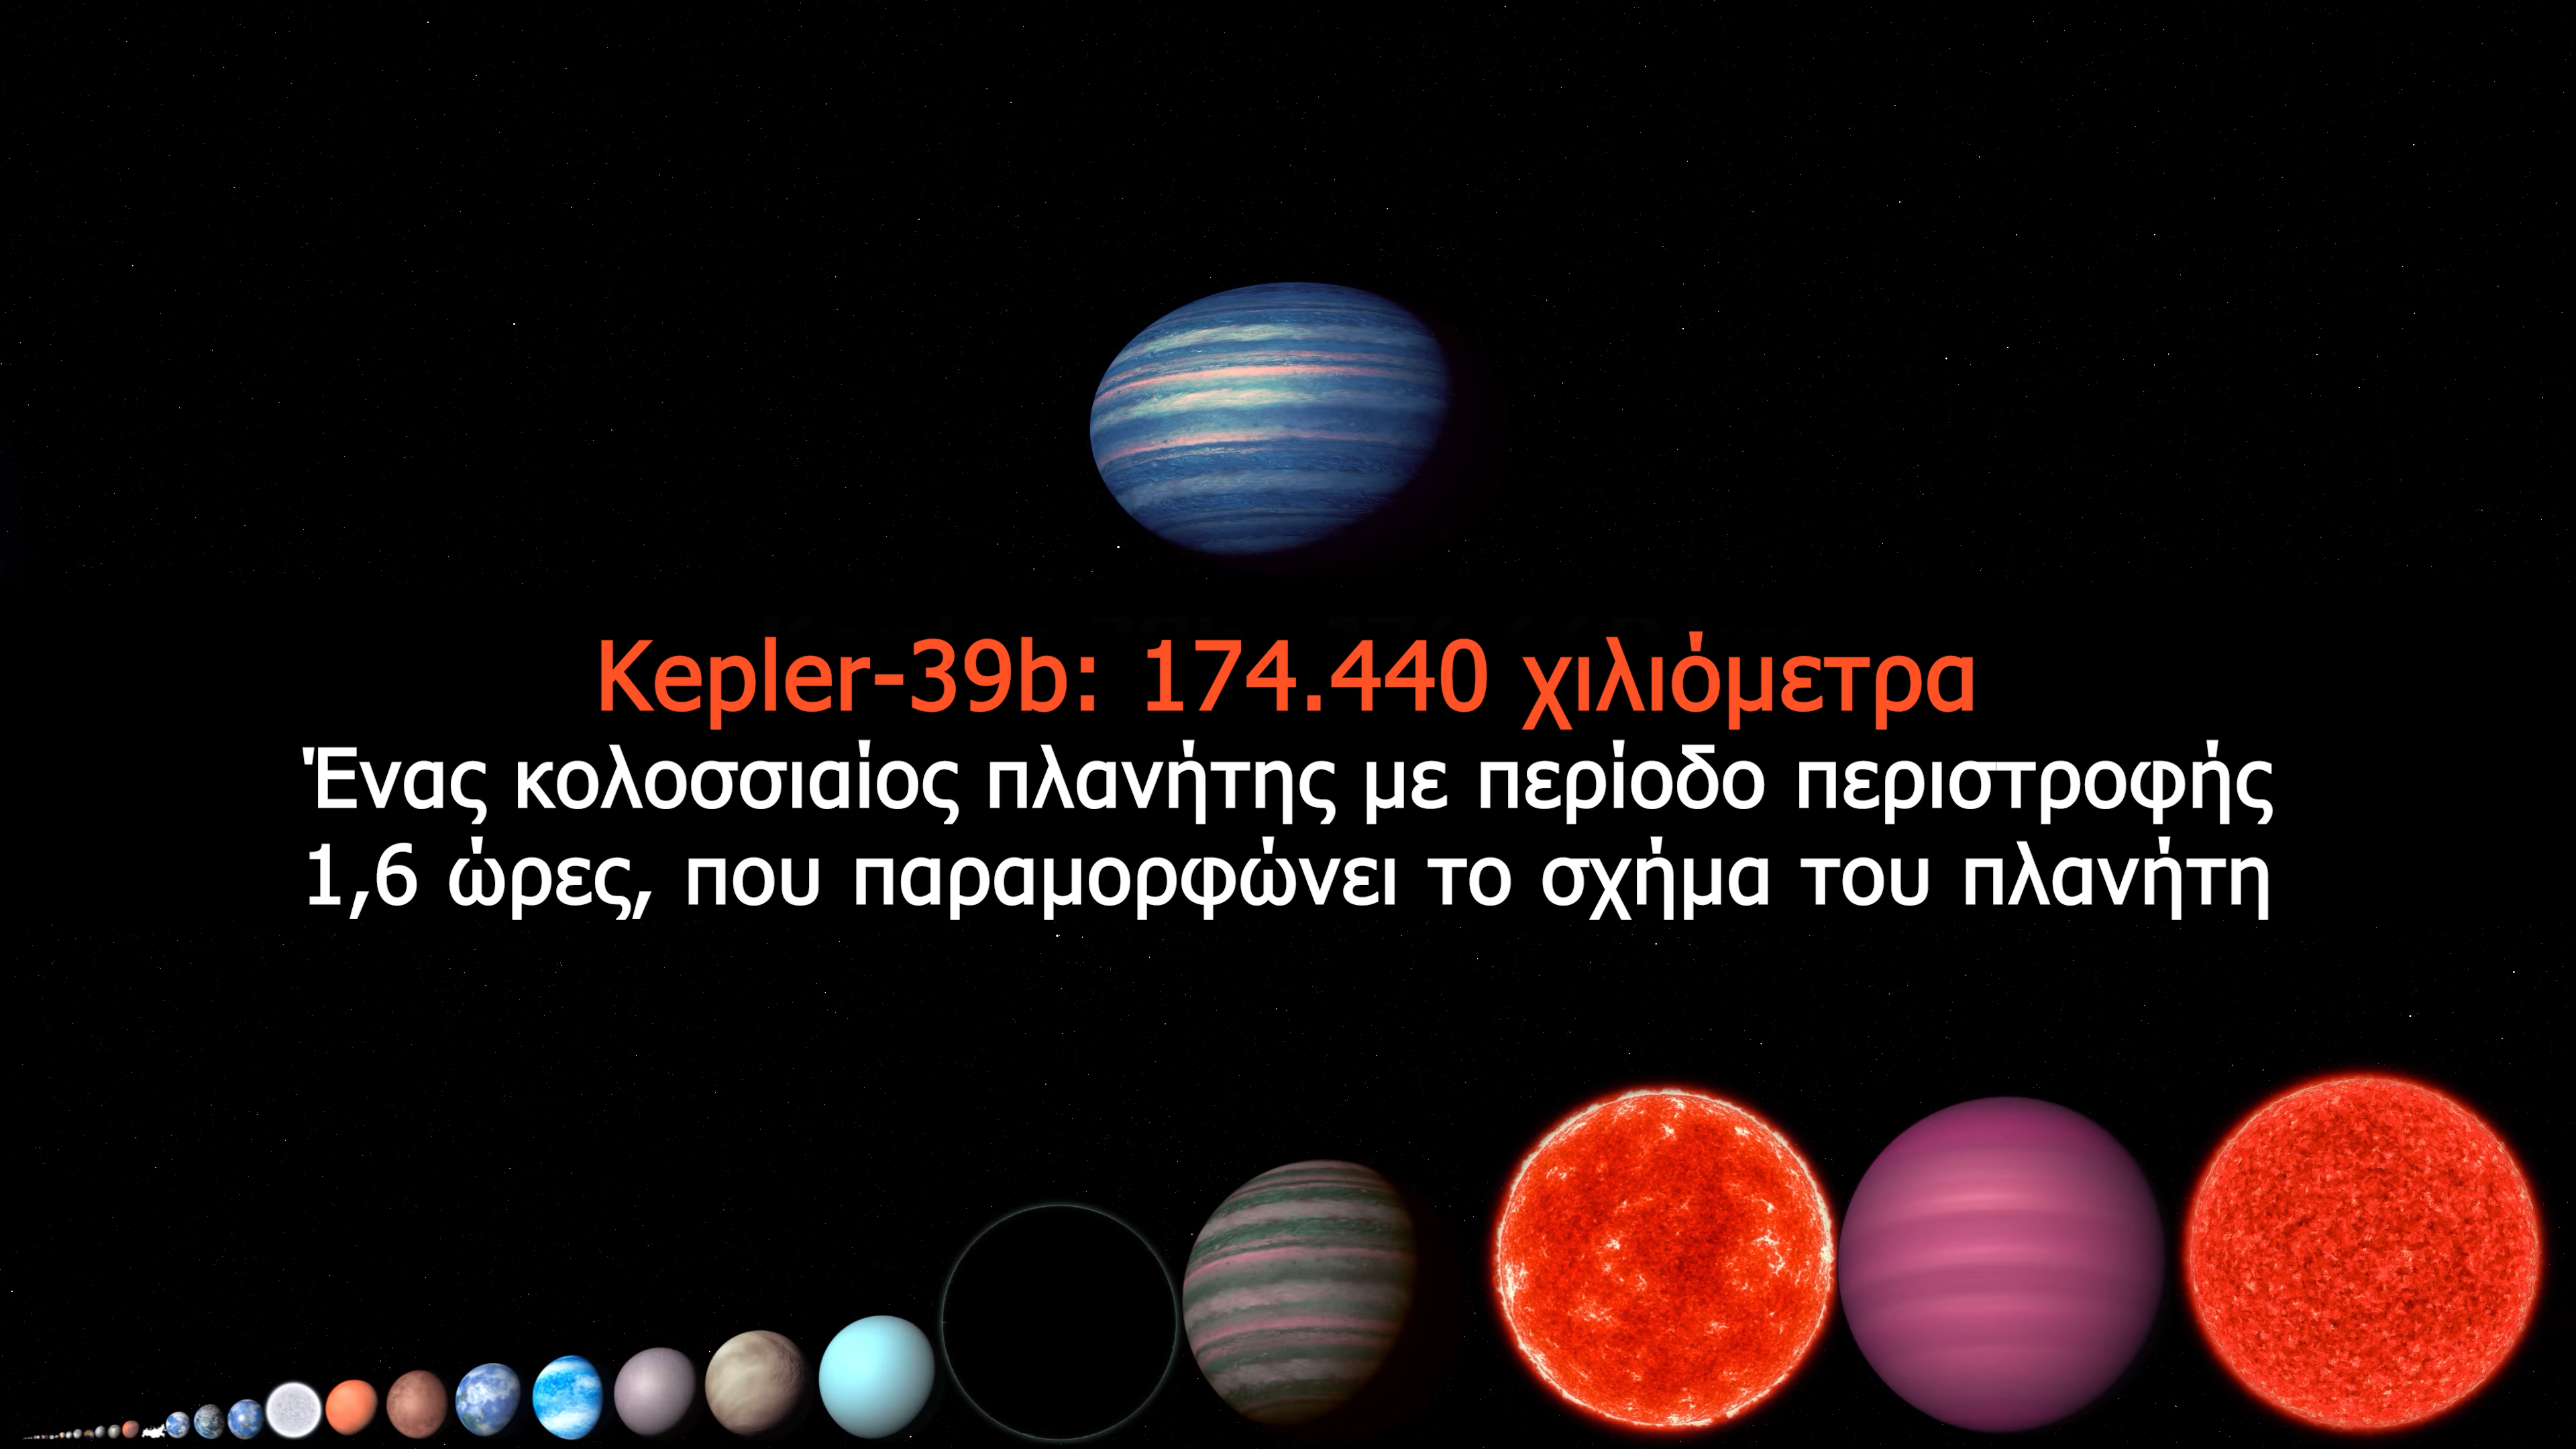 Kepler-39b: 174.440 χιλιόμετρα
Ένας κολοσσιαίος πλανήτης με περίοδο περιστροφής
1,6 ώρες, που παραμορφώνει το σχήμα του πλανήτη